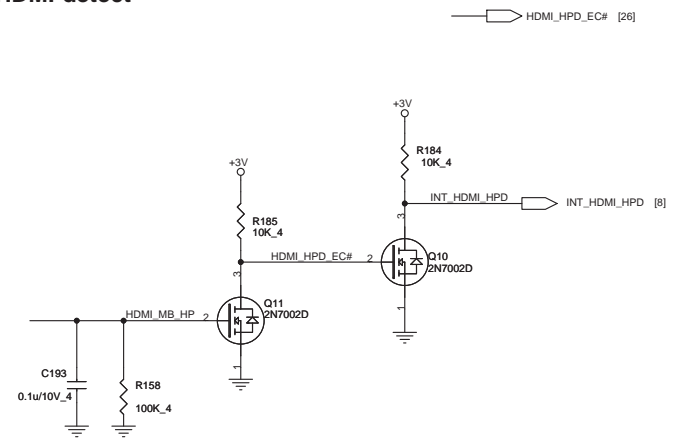 HDMI detect
HDMI_HPD_EC# [26]
+3V
R184
10K_4
+3V
INT_HDMI_HPD
INT_HDMI_HPD [8]
R185
10K_4
3
HDMI_HPD_EC#
2
Q10
2N7002D
3
Q11
2N7002D
1
HDMI_MB_HP
2
1
C193
0.1u/10V_4
R158
100K_4